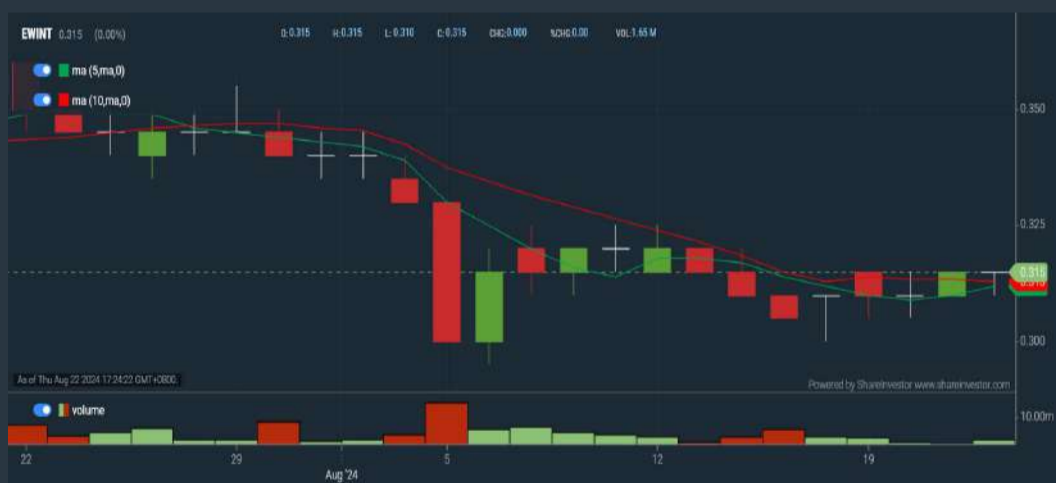 EWINT 0.315 (0.00%) O:0.315 H:0.315 L:0.310 C:0.315 CHG:0.000 %CHG:0.00 VOL:1.65 M
ma (5,ma,0)
ma (10,ma,0)
0.350
0.325
0.315
0.300
As of Thu Aug 22 2024 17:24:22 GMT+0800.
Powered by ShareInvestor www.shareinvestor.com
volume
10.00m
22 29 5 12 19
Aug '24